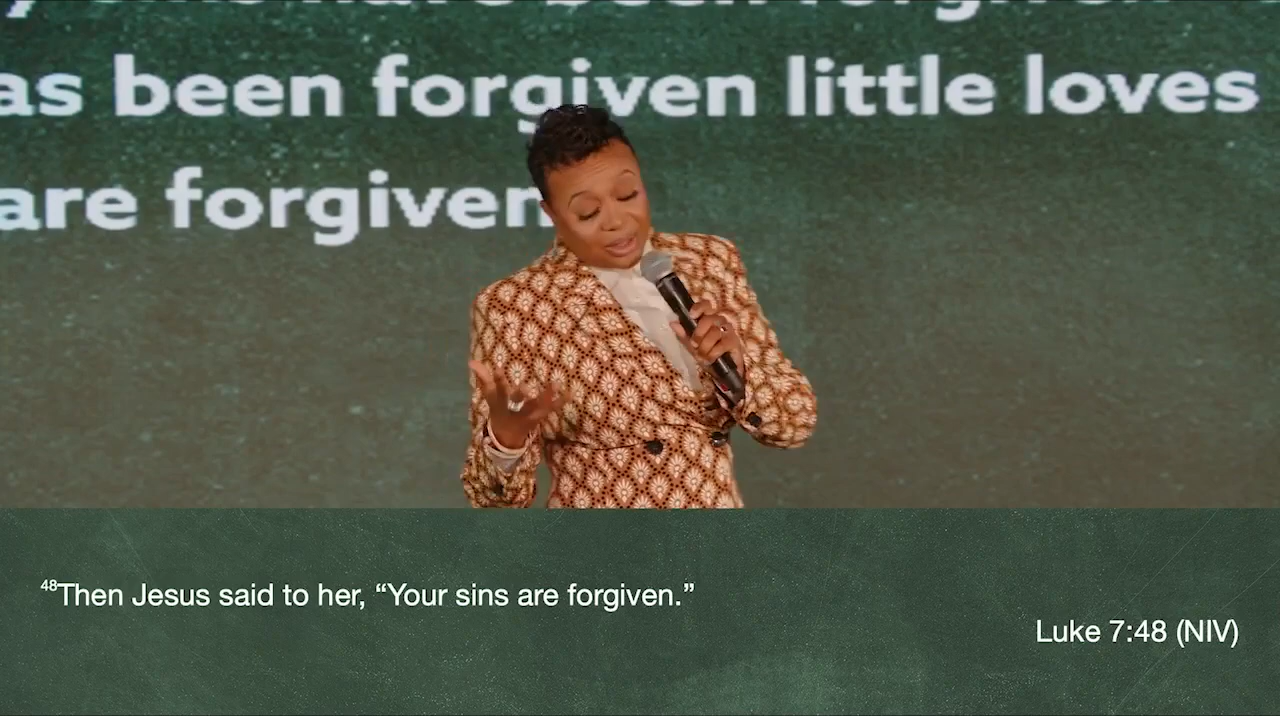 as been forgiven little loves
are forgiven
⁴⁸Then Jesus said to her, “Your sins are forgiven.”
Luke 7:48 (NIV)